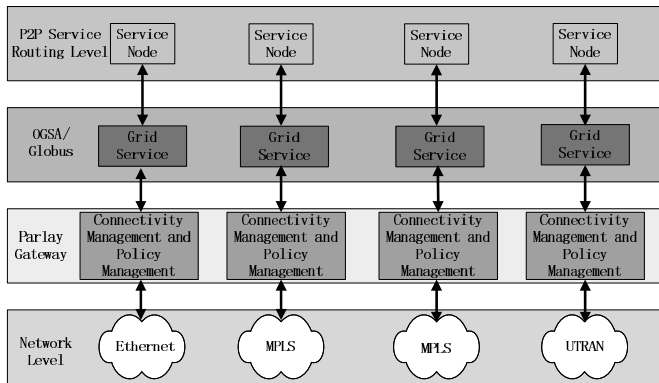 P2P Service
Routing Level
Service
Node
Service
Node
Service
Node
Service
Node
OGSA/
Globus
Grid
Service
Grid
Service
Grid
Service
Grid
Service
Parlay
Gateway
Connectivity
Management and
Policy
Management
Connectivity
Management and
Policy
Management
Connectivity
Management and
Policy
Management
Connectivity
Management and
Policy
Management
Network
Level
Ethernet
MPLS
MPLS
UTRAN